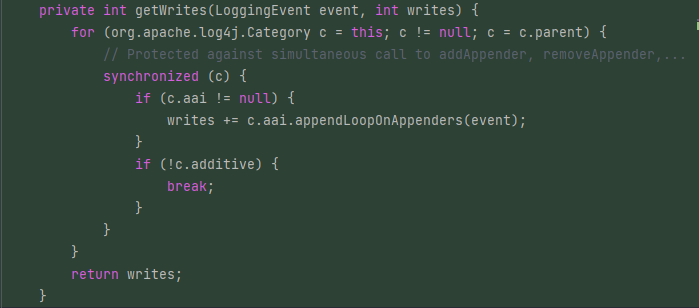 private int getWrites(LoggingEvent event, int writes) {
    for (org.apache.log4j.Category c = this; c != null; c = c.parent) {
        // Protected against simultaneous call to addAppender, removeAppender,...
        synchronized (c) {
            if (c.aai != null) {
                writes += c.aai.appendLoopOnAppenders(event);
            }
            if (!c.additive) {
                break;
            }
        }
    }
    return writes;
}